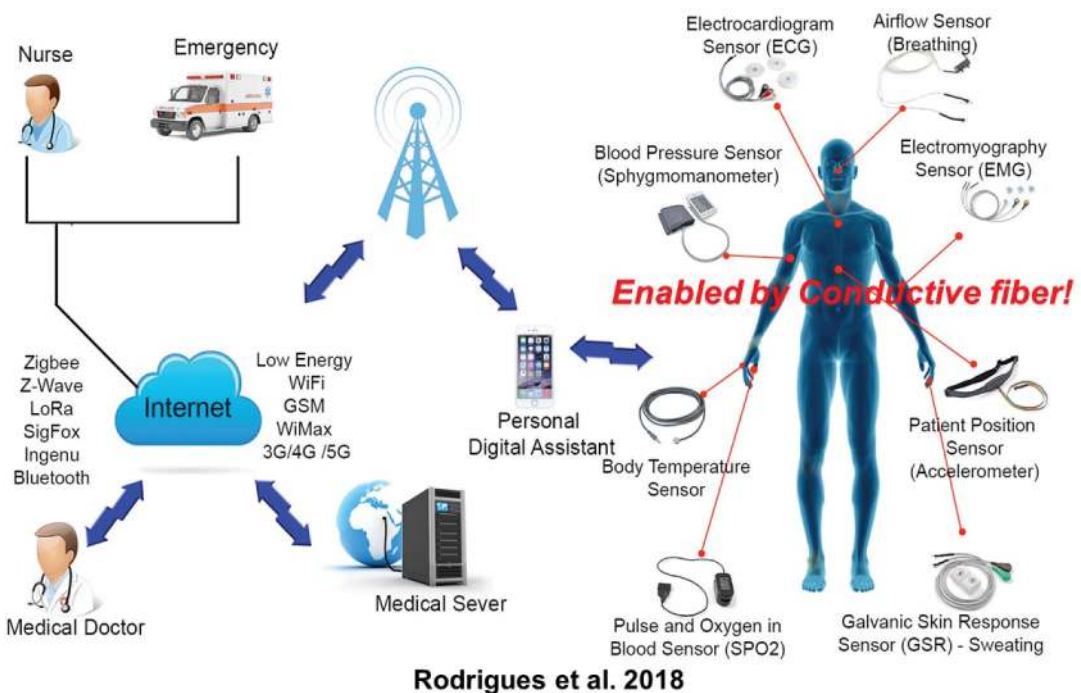 Nurse
Emergency
Electrocardiogram
Sensor (ECG)
Airflow Sensor
(Breathing)
Blood Pressure Sensor
(Sphygmomanometer)
Electromyography
Sensor (EMG)
Enabled by Conductive fiber!
Zigbee
Z-Wave
LoRa
SigFox
Ingenu
Bluetooth
Internet
Low Energy
WiFi
GSM
WiMax
3G/4G /5G
Personal
Digital Assistant
Body Temperature
Sensor
Patient Position
Sensor
(Accelerometer)
Medical Doctor
Medical Sever
Pulse and Oxygen in
Blood Sensor (SPO2)
Galvanic Skin Response
Sensor (GSR) - Sweating
Rodrigues et al. 2018